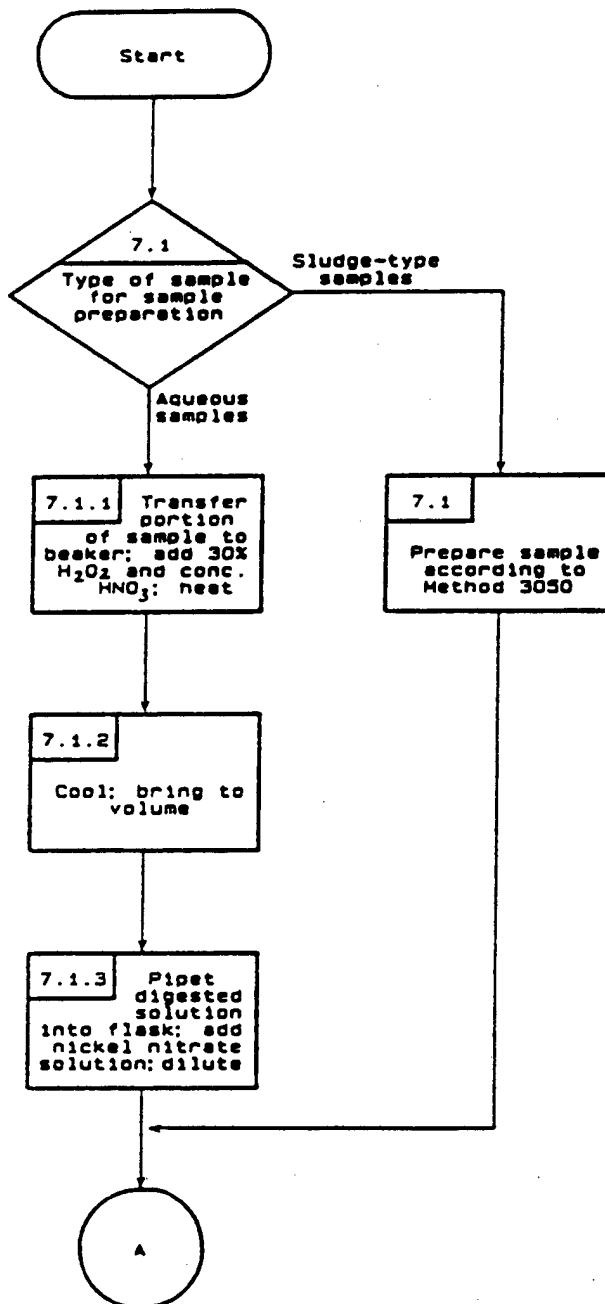 Start
7.1
Type of sample
for sample
preparation
Sludge-type
samples
Aqueous
samples
7.1.1 Transfer
portion
of sample to
beaker; add 30%
H2O2 and conc.
HNO3; heat
7.1
Prepare sample
according to
Method 3050
7.1.2
Cool; bring to
volume
7.1.3 Pipet
digested
solution
into flask; add
nickel nitrate
solution; dilute
A